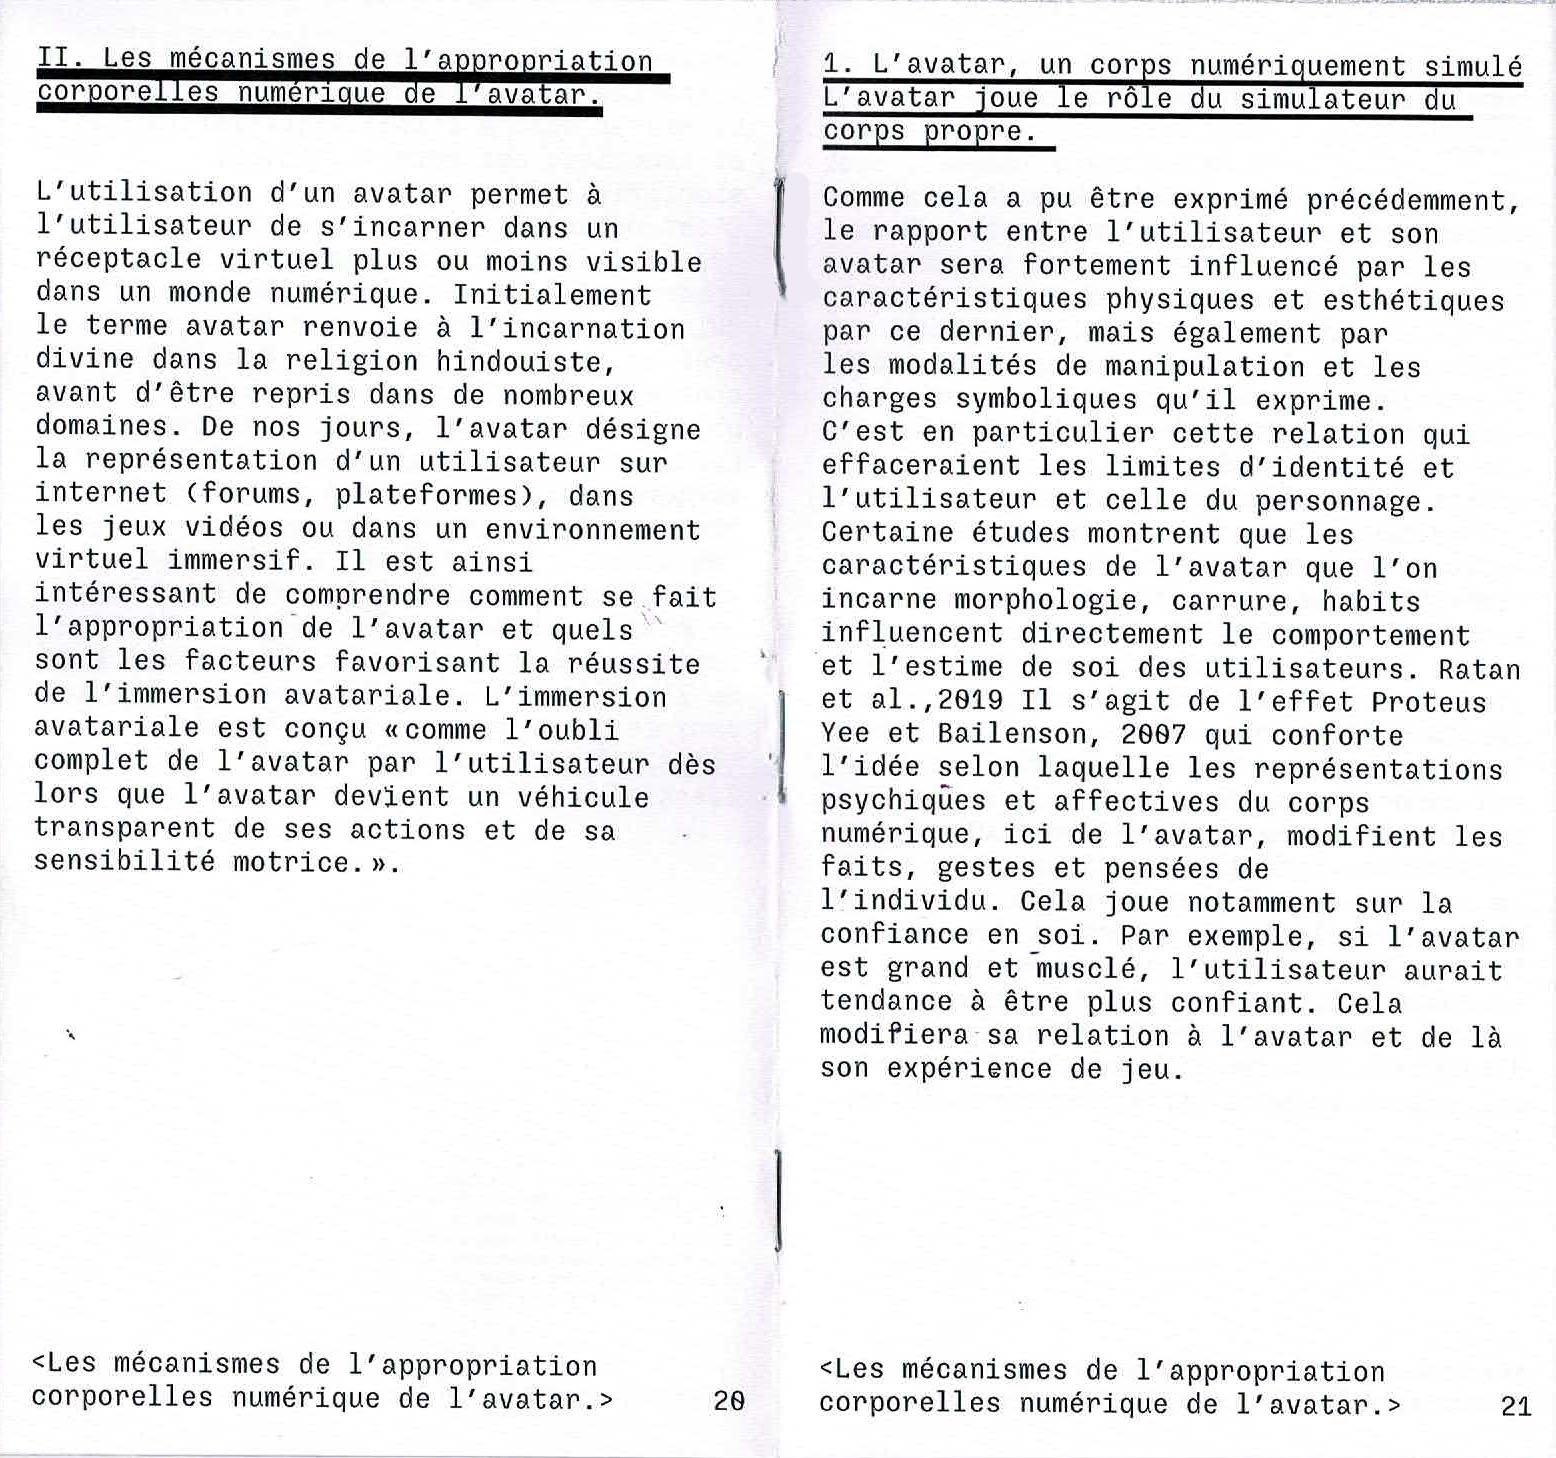 II. Les mécanismes de l'appropriation
corporelles numérique de l'avatar.
L'utilisation d'un avatar permet à
l'utilisateur de s'incarner dans un
réceptacle virtuel plus ou moins visible
dans un monde numérique. Initialement
le terme avatar renvoie à l'incarnation
divine dans la religion hindouiste,
avant d'être repris dans de nombreux
domaines. De nos jours, l'avatar désigne
la représentation d'un utilisateur sur
internet (forums, plateformes), dans
les jeux vidéos ou dans un environnement
virtuel immersif. Il est ainsi
intéressant de comprendre comment se fait
l'appropriation de l'avatar et quels
sont les facteurs favorisant la réussite
de l'immersion avatariale. L'immersion
avatariale est conçu «comme l'oubli
complet de l'avatar par l'utilisateur dès
lors que l'avatar devient un véhicule
transparent de ses actions et de sa
sensibilité motrice.».
<Les mécanismes de l'appropriation
corporelles numérique de l'avatar.>
20
1. L'avatar, un corps numériquement simulé
L'avatar joue le rôle du simulateur du
corps propre.
Comme cela a pu être exprimé précédemment,
le rapport entre l'utilisateur et son
avatar sera fortement influencé par les
caractéristiques physiques et esthétiques
par ce dernier, mais également par
les modalités de manipulation et les
charges symboliques qu'il exprime.
C'est en particulier cette relation qui
effaceraient les limites d'identité et
l'utilisateur et celle du personnage.
Certaine études montrent que les
caractéristiques de l'avatar que l'on
incarne morphologie, carrure, habits
influencent directement le comportement
et l'estime de soi des utilisateurs. Ratan
et al.,2019 Il s'agit de l'effet Proteus
Yee et Bailenson, 2007 qui conforte
l'idée selon laquelle les représentations
psychiques et affectives du corps
numérique, ici de l'avatar, modifient les
faits, gestes et pensées de
l'individu. Cela joue notamment sur la
confiance en soi. Par exemple, si l'avatar
est grand et musclé, l'utilisateur aurait
tendance à être plus confiant. Cela
modifiera sa relation à l'avatar et de là
son expérience de jeu.
<Les mécanismes de l'appropriation
corporelles numérique de l'avatar.>
21